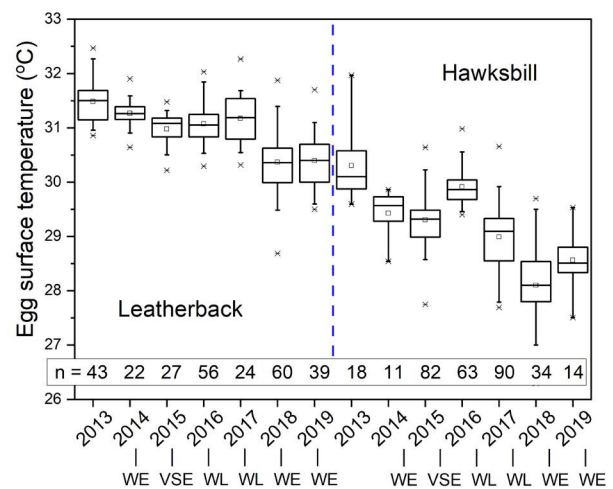 Egg surface temperature (ºC)
33
32
31
30
29
28
27
26
Hawksbill
Leatherback
n = 43 22 27 56 24 60 39 18 11 82 63 90 34 14
2013 2014 2015 2016 2017 2018 2019 2013 2014 2015 2016 2017 2018 2019
WE VSE WL WL WE WE WE VSE WL WL WE WE